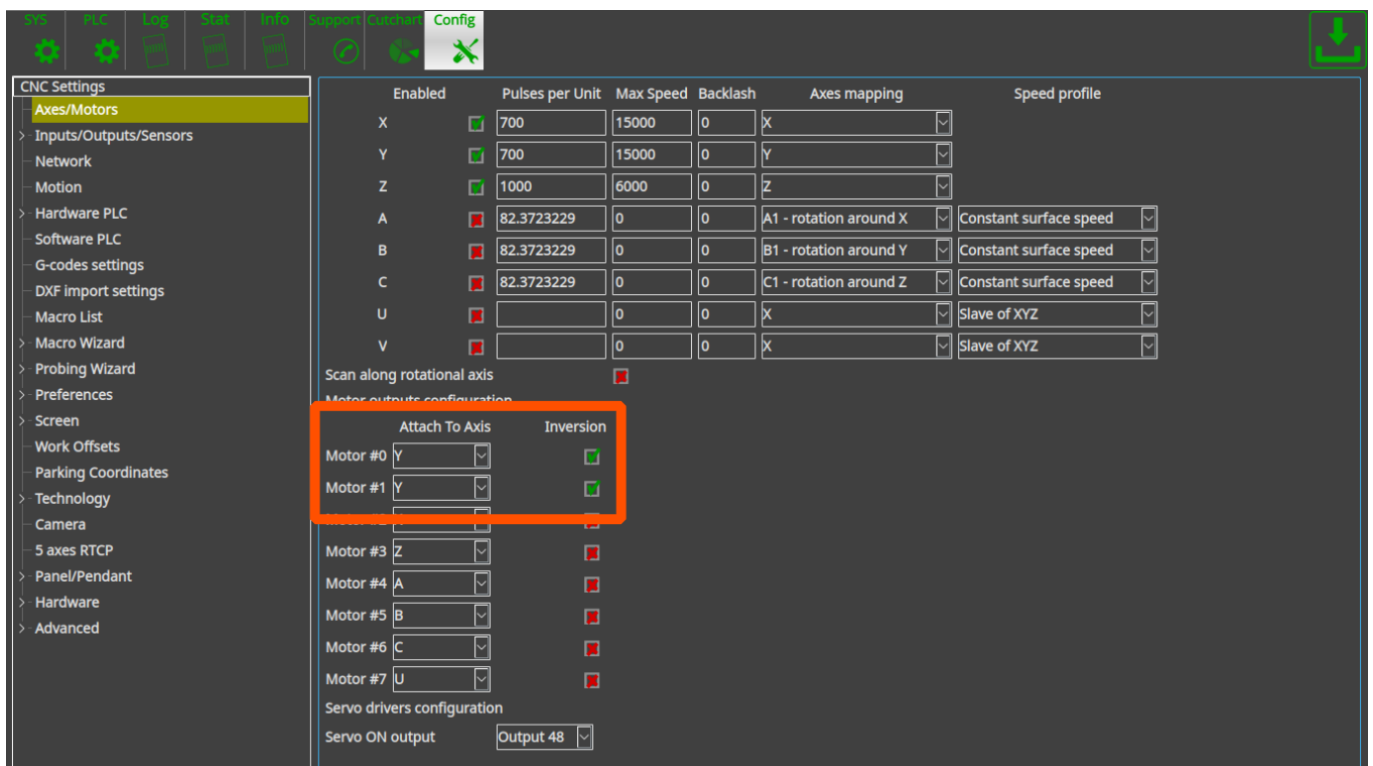 SYS PLC Log Stat Info Support Cutchart Config
CNC Settings
Axes/Motors
Inputs/Outputs/Sensors
Network
Motion
Hardware PLC
Software PLC
G-codes settings
DXF import settings
Macro List
Macro Wizard
Probing Wizard
Preferences
Screen
Work Offsets
Parking Coordinates
Technology
Camera
5 axes RTCP
Panel/Pendant
Hardware
Advanced
Enabled Pulses per Unit Max Speed Backlash Axes mapping Speed profile
X 700 15000 0 X
Y 700 15000 0 Y
Z 1000 6000 0 Z
A 82.3723229 0 0 A1 - rotation around X Constant surface speed
B 82.3723229 0 0 B1 - rotation around Y Constant surface speed
C 82.3723229 0 0 C1 - rotation around Z Constant surface speed
U 0 0 X Slave of XYZ
V 0 0 X Slave of XYZ
Scan along rotational axis
Motor outputs configuration
Attach To Axis Inversion
Motor #0 Y
Motor #1 Y
Motor #2
Motor #3 Z
Motor #4 A
Motor #5 B
Motor #6 C
Motor #7 U
Servo drivers configuration
Servo ON output Output 48